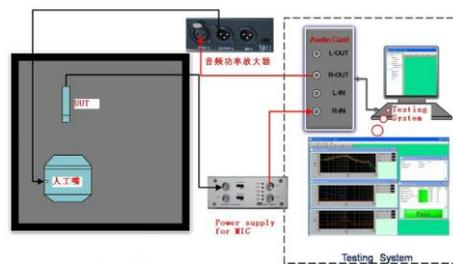 音频功率放大器
Audio Card
L-OUT
R-OUT
L-IN
R-IN
Testing
System
UUT
人工嘴
Power supply
for MIC
Pass
Testing System